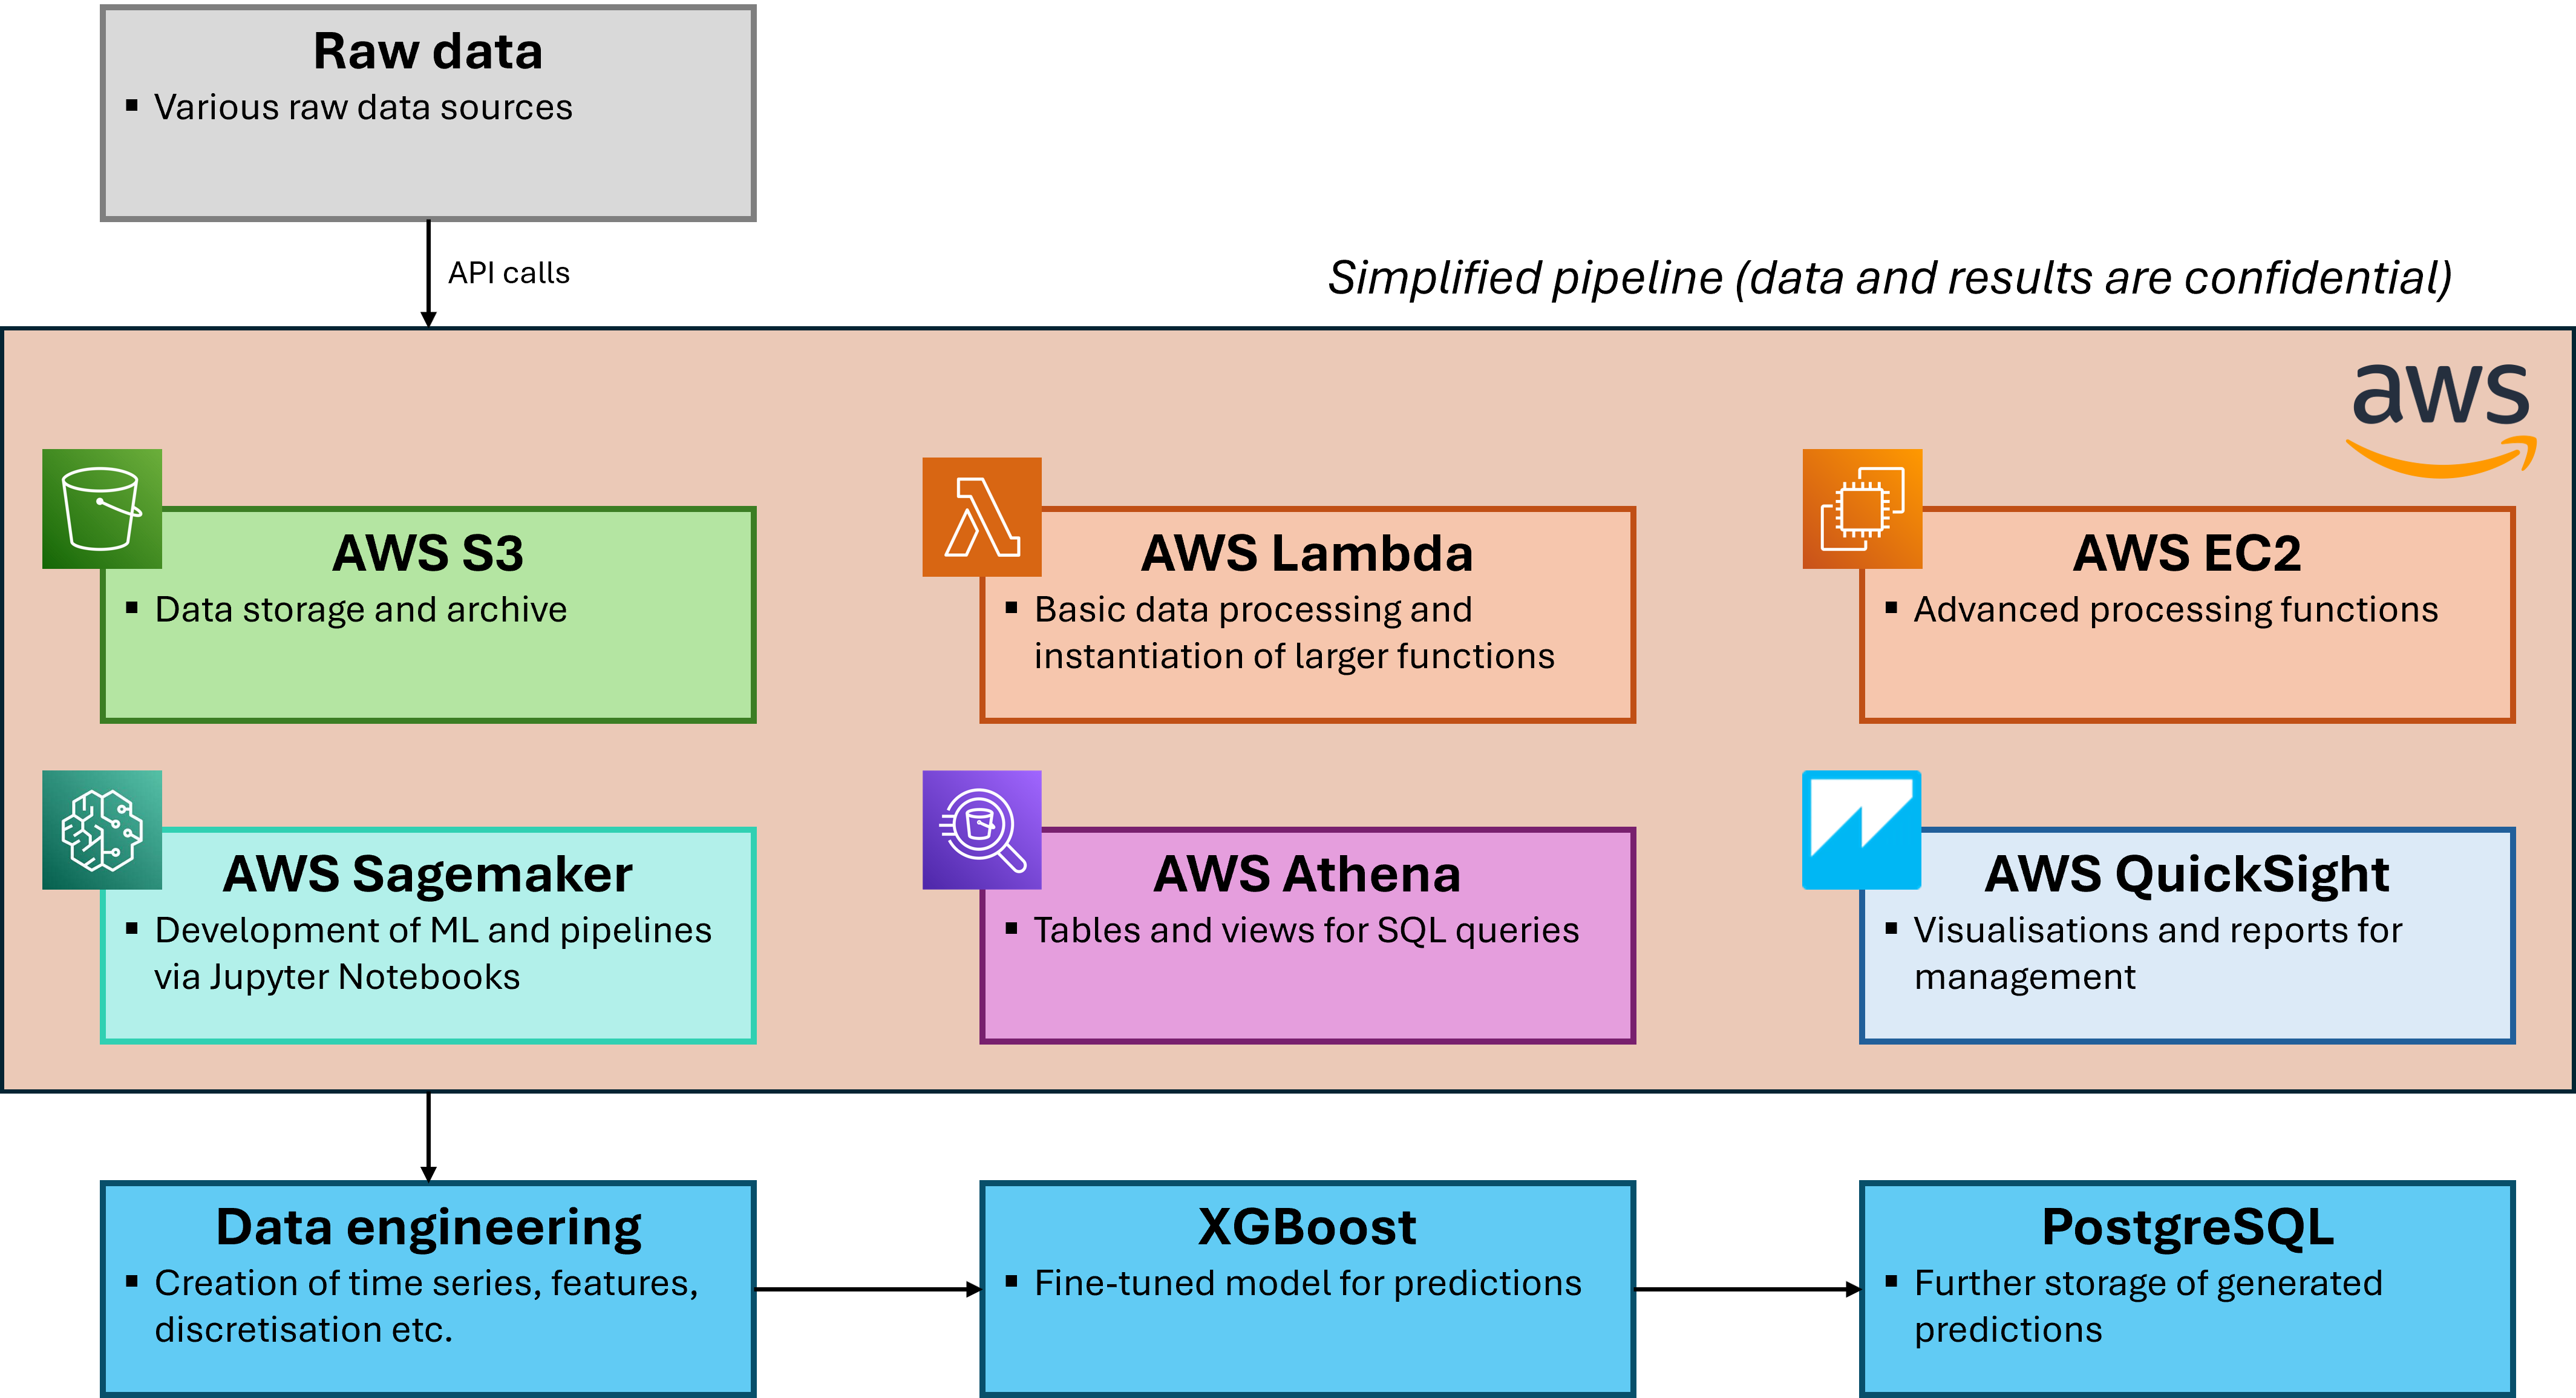 Raw data
▪ Various raw data sources
API calls
Simplified pipeline (data and results are confidential)
aws
AWS S3
▪ Data storage and archive
AWS Lambda
▪ Basic data processing and
instantiation of larger functions
AWS EC2
▪ Advanced processing functions
AWS Sagemaker
▪ Development of ML and pipelines
via Jupyter Notebooks
AWS Athena
▪ Tables and views for SQL queries
AWS QuickSight
▪ Visualisations and reports for
management
Data engineering
▪ Creation of time series, features,
discretisation etc.
XGBoost
▪ Fine-tuned model for predictions
PostgreSQL
▪ Further storage of generated
predictions